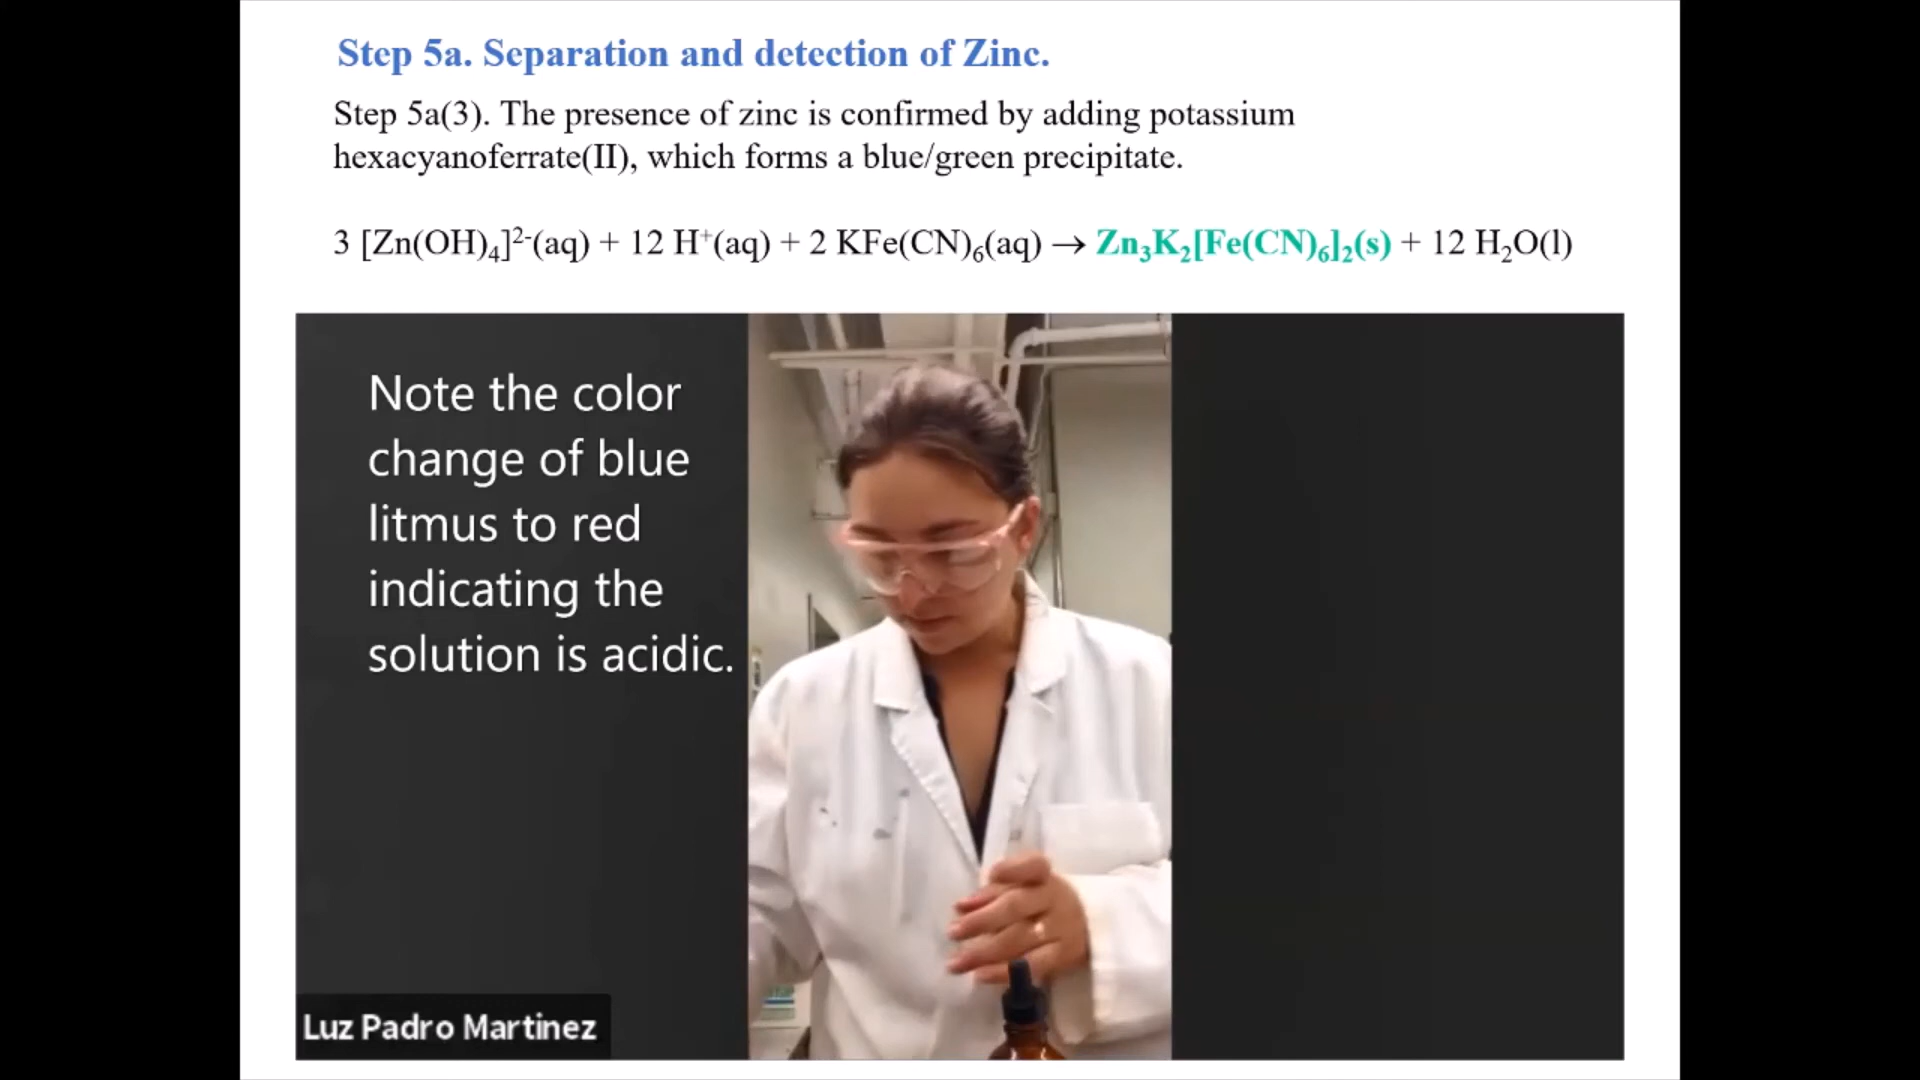 Step 5a. Separation and detection of Zinc.
Step 5a(3). The presence of zinc is confirmed by adding potassium
hexacyanoferrate(II), which forms a blue/green precipitate.
3 [Zn(OH)₄]²⁻(aq) + 12 H⁺(aq) + 2 KFe(CN)₆(aq) → Zn₃K₂[Fe(CN)₆]₂(s) + 12 H₂O(l)
Note the color
change of blue
litmus to red
indicating the
solution is acidic.
Luz Padro Martinez